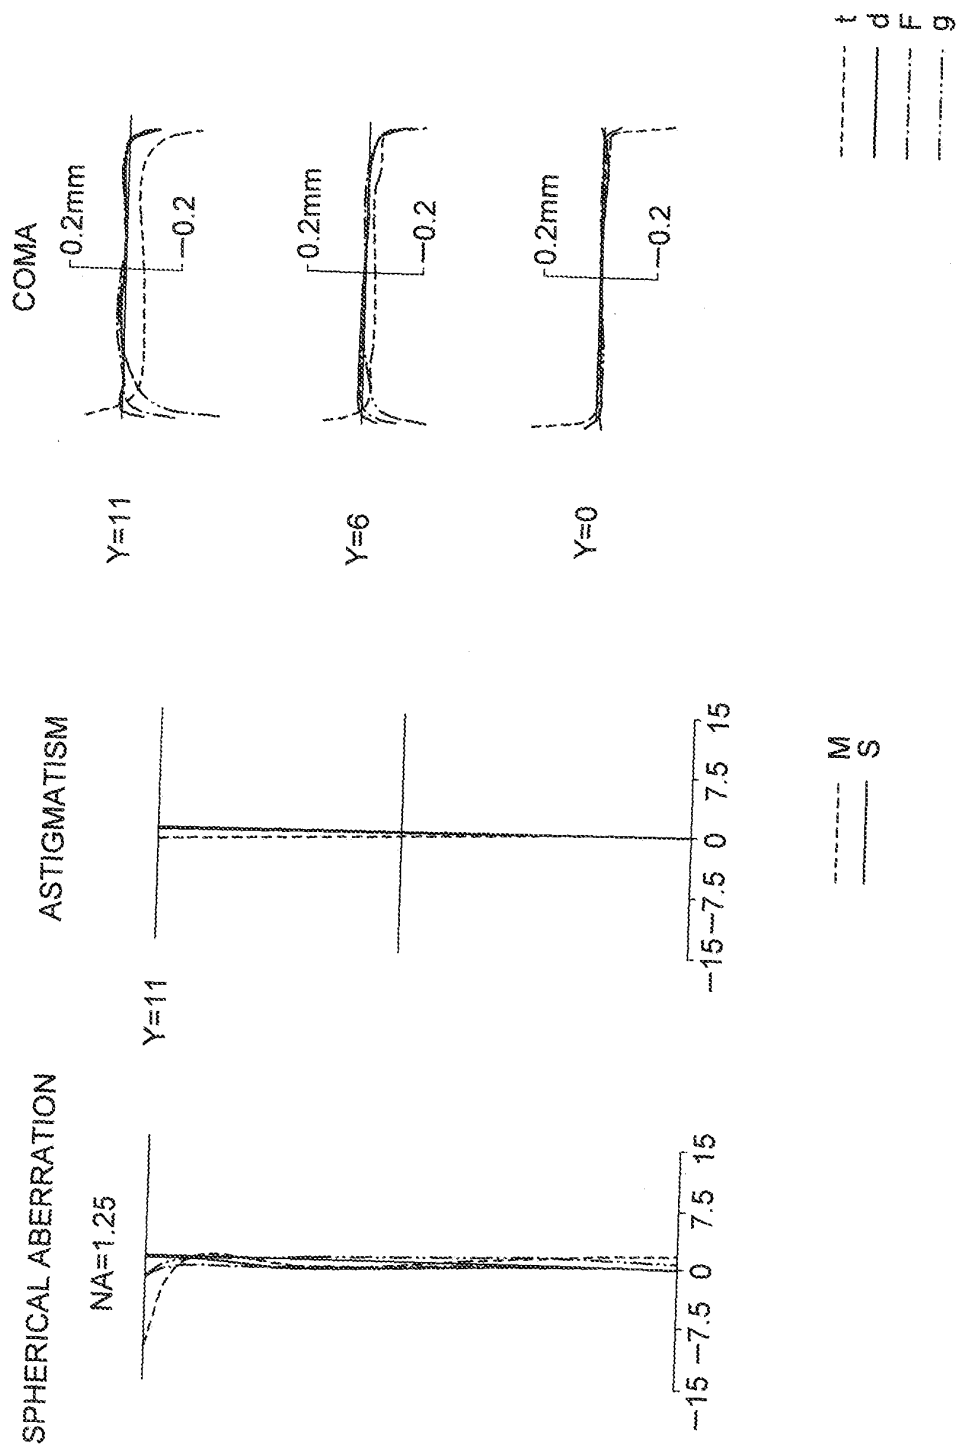 SPHERICAL ABERRATION
NA=1.25
—15 —7.5 0 7.5 15
ASTIGMATISM
Y=11
—15 —7.5 0 7.5 15
M
S
COMA
Y=11
0.2mm
—0.2
Y=6
0.2mm
—0.2
Y=0
0.2mm
—0.2
t
d
F
g